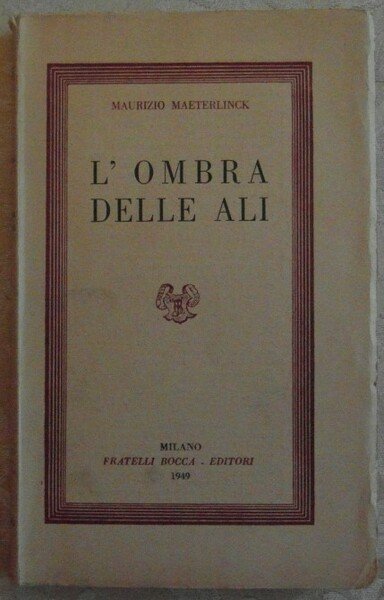 MAURIZIO MAETERLINCK
L' OMBRA
DELLE ALI
MILANO
FRATELLI BOCCA - EDITORI
1949